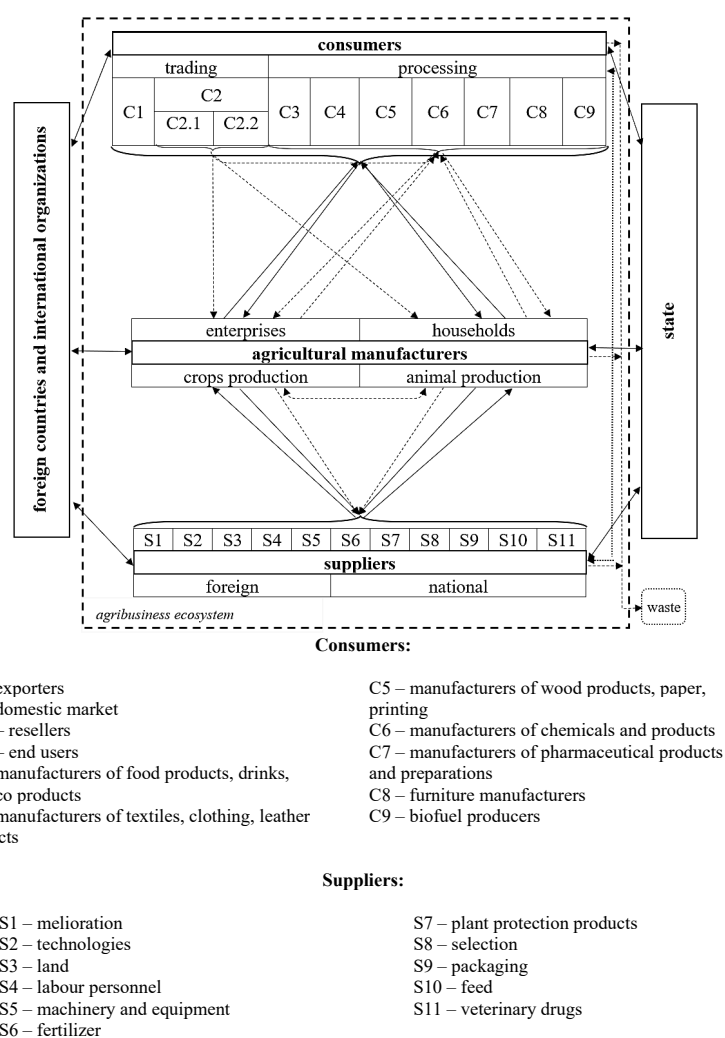 consumers
trading processing
C1 C2 C3 C4 C5 C6 C7 C8 C9
C2.1 C2.2
foreign countries and international organizations
state
enterprises households
agricultural manufacturers
crops production animal production
S1 S2 S3 S4 S5 S6 S7 S8 S9 S10 S11
suppliers
foreign national
agribusiness ecosystem
waste
Consumers:
exporters
domestic market
– resellers
– end users
manufacturers of food products, drinks,
co products
manufacturers of textiles, clothing, leather
cts
C5 – manufacturers of wood products, paper,
printing
C6 – manufacturers of chemicals and products
C7 – manufacturers of pharmaceutical products
and preparations
C8 – furniture manufacturers
C9 – biofuel producers
Suppliers:
S1 – melioration
S2 – technologies
S3 – land
S4 – labour personnel
S5 – machinery and equipment
S6 – fertilizer
S7 – plant protection products
S8 – selection
S9 – packaging
S10 – feed
S11 – veterinary drugs